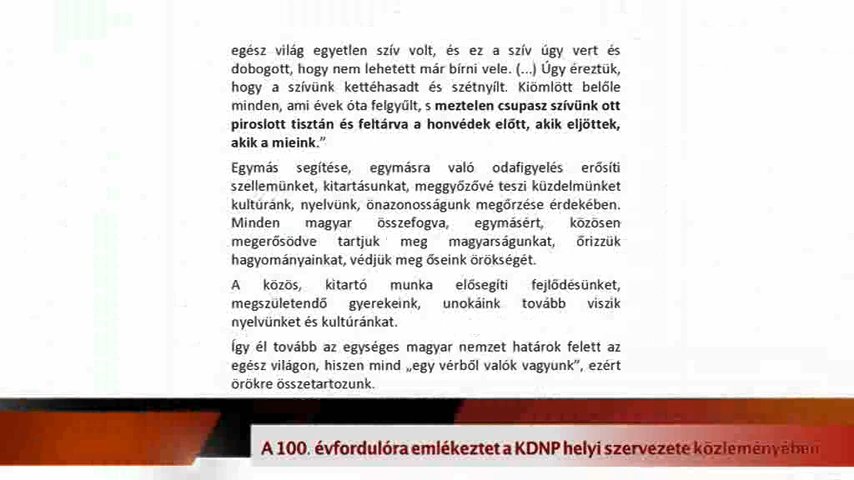 egész világ egyetlen szív volt, és ez a szív úgy vert és
dobogott, hogy nem lehetett már bírni vele. (...) Úgy éreztük,
hogy a szívünk kettéhasadt és szétnyílt. Kiömlött belőle
minden, ami évek óta felgyűlt, s meztelen csupasz szívünk ott
piroslott tisztán és feltárva a honvédek előtt, akik eljöttek,
akik a mieink."
Egymás segítése, egymásra való odafigyelés erősíti
szellemünket, kitartásunkat, meggyőzővé teszi küzdelmünket
kultúránk, nyelvünk, önazonosságunk megőrzése érdekében.
Minden magyar összefogva, egymásért, közösen
megerősödve tartjuk meg magyarságunkat, őrizzük
hagyományainkat, védjük meg őseink örökségét.
A közös, kitartó munka elősegíti fejlődésünket,
megszületendő gyerekeink, unokáink tovább viszik
nyelvünket és kultúránkat.
Így él tovább az egységes magyar nemzet határok felett az
egész világon, hiszen mind „egy vérből valók vagyunk", ezért
örökre összetartozunk.
A 100. évfordulóra emlékeztet a KDNP helyi szervezete közleményében